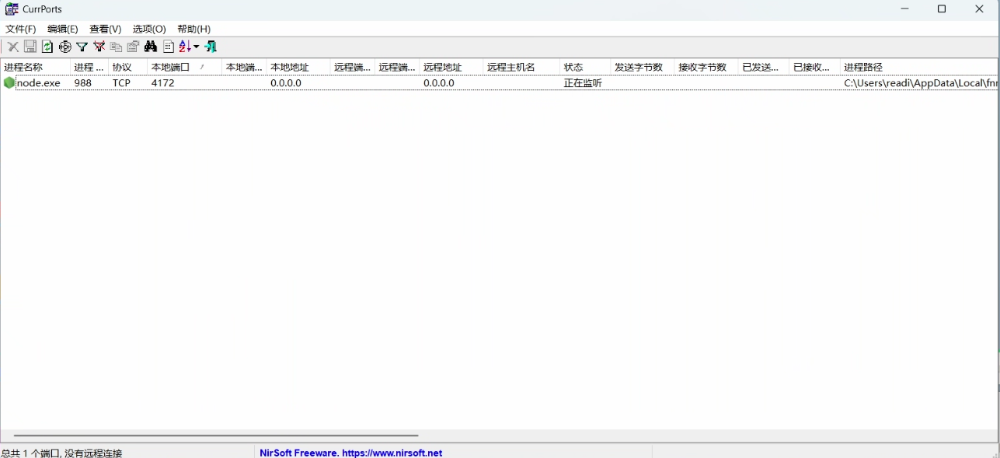 CurrPorts
文件(F) 编辑(E) 查看(V) 选项(O) 帮助(H)
进程名称 进程 ... 协议 本地端口 / 本地端... 本地地址 远程端... 远程端... 远程地址 远程主机名 状态 发送字节数 接收字节数 已发送... 已接收... 进程路径
node.exe 988 TCP 4172 0.0.0.0 0.0.0.0 正在监听 C:\Users\readi\AppData\Local\fnr
总共 1 个端口, 没有远程连接 NirSoft Freeware. https://www.nirsoft.net